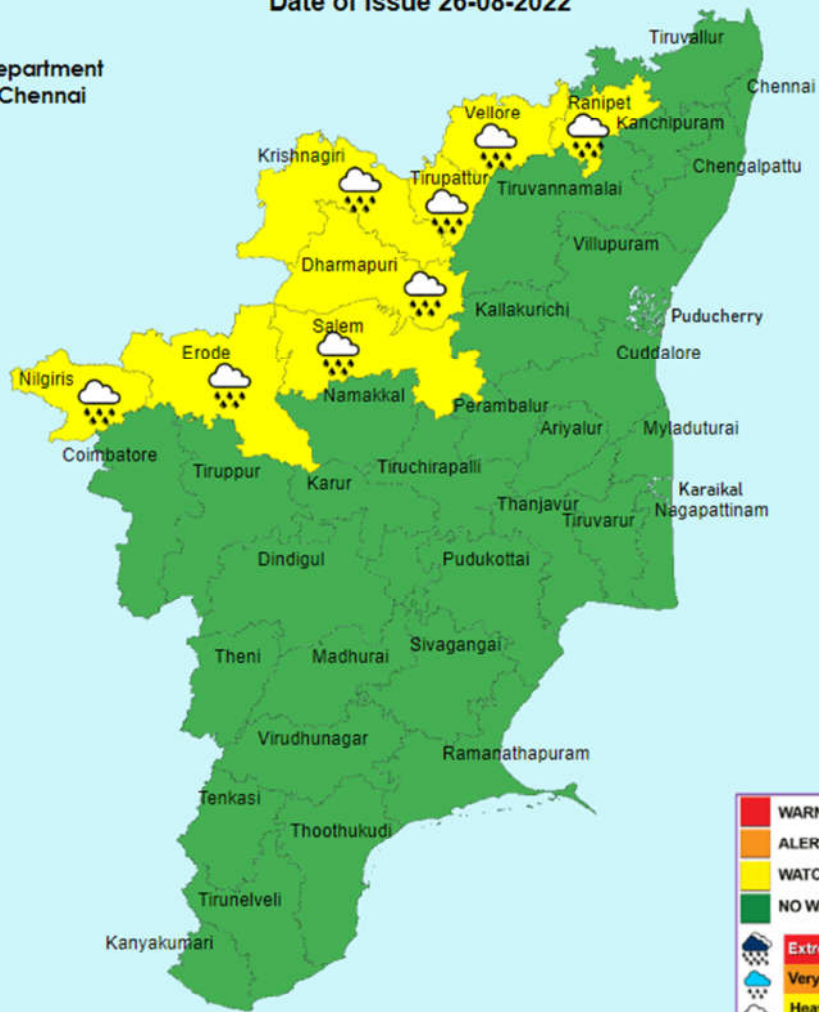 Date of Issue 26-08-2022
epartment
Chennai
Tiruvallur
Chennai
Vellore
Ranipet
Kanchipuram
Krishnagiri
Tirupattur
Chengalpattu
Tiruvannamalai
Villupuram
Dharmapuri
Kallakurichi
Puducherry
Salem
Erode
Cuddalore
Nilgiris
Namakkal
Perambalur
Ariyalur
Myladuturai
Coimbatore
Tiruppur
Tiruchirapalli
Karur
Karaikal
Thanjavur
Nagapattinam
Tiruvarur
Dindigul
Pudukottai
Sivagangai
Theni
Madhurai
Virudhunagar
Ramanathapuram
Tenkasi
Thoothukudi
Tirunelveli
Kanyakumari
WARN
ALER
WATC
NO W
Extre
Very
Heav